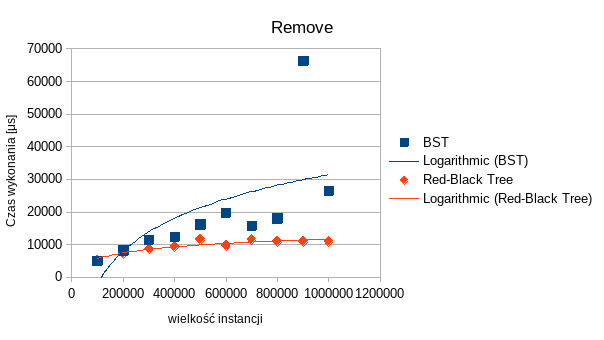 Remove
70000
60000
50000
40000
30000
20000
10000
0
Czas wykonania [µs]
0 200000 400000 600000 800000 1000000 1200000
wielkość instancji
BST
Logarithmic (BST)
Red-Black Tree
Logarithmic (Red-Black Tree)